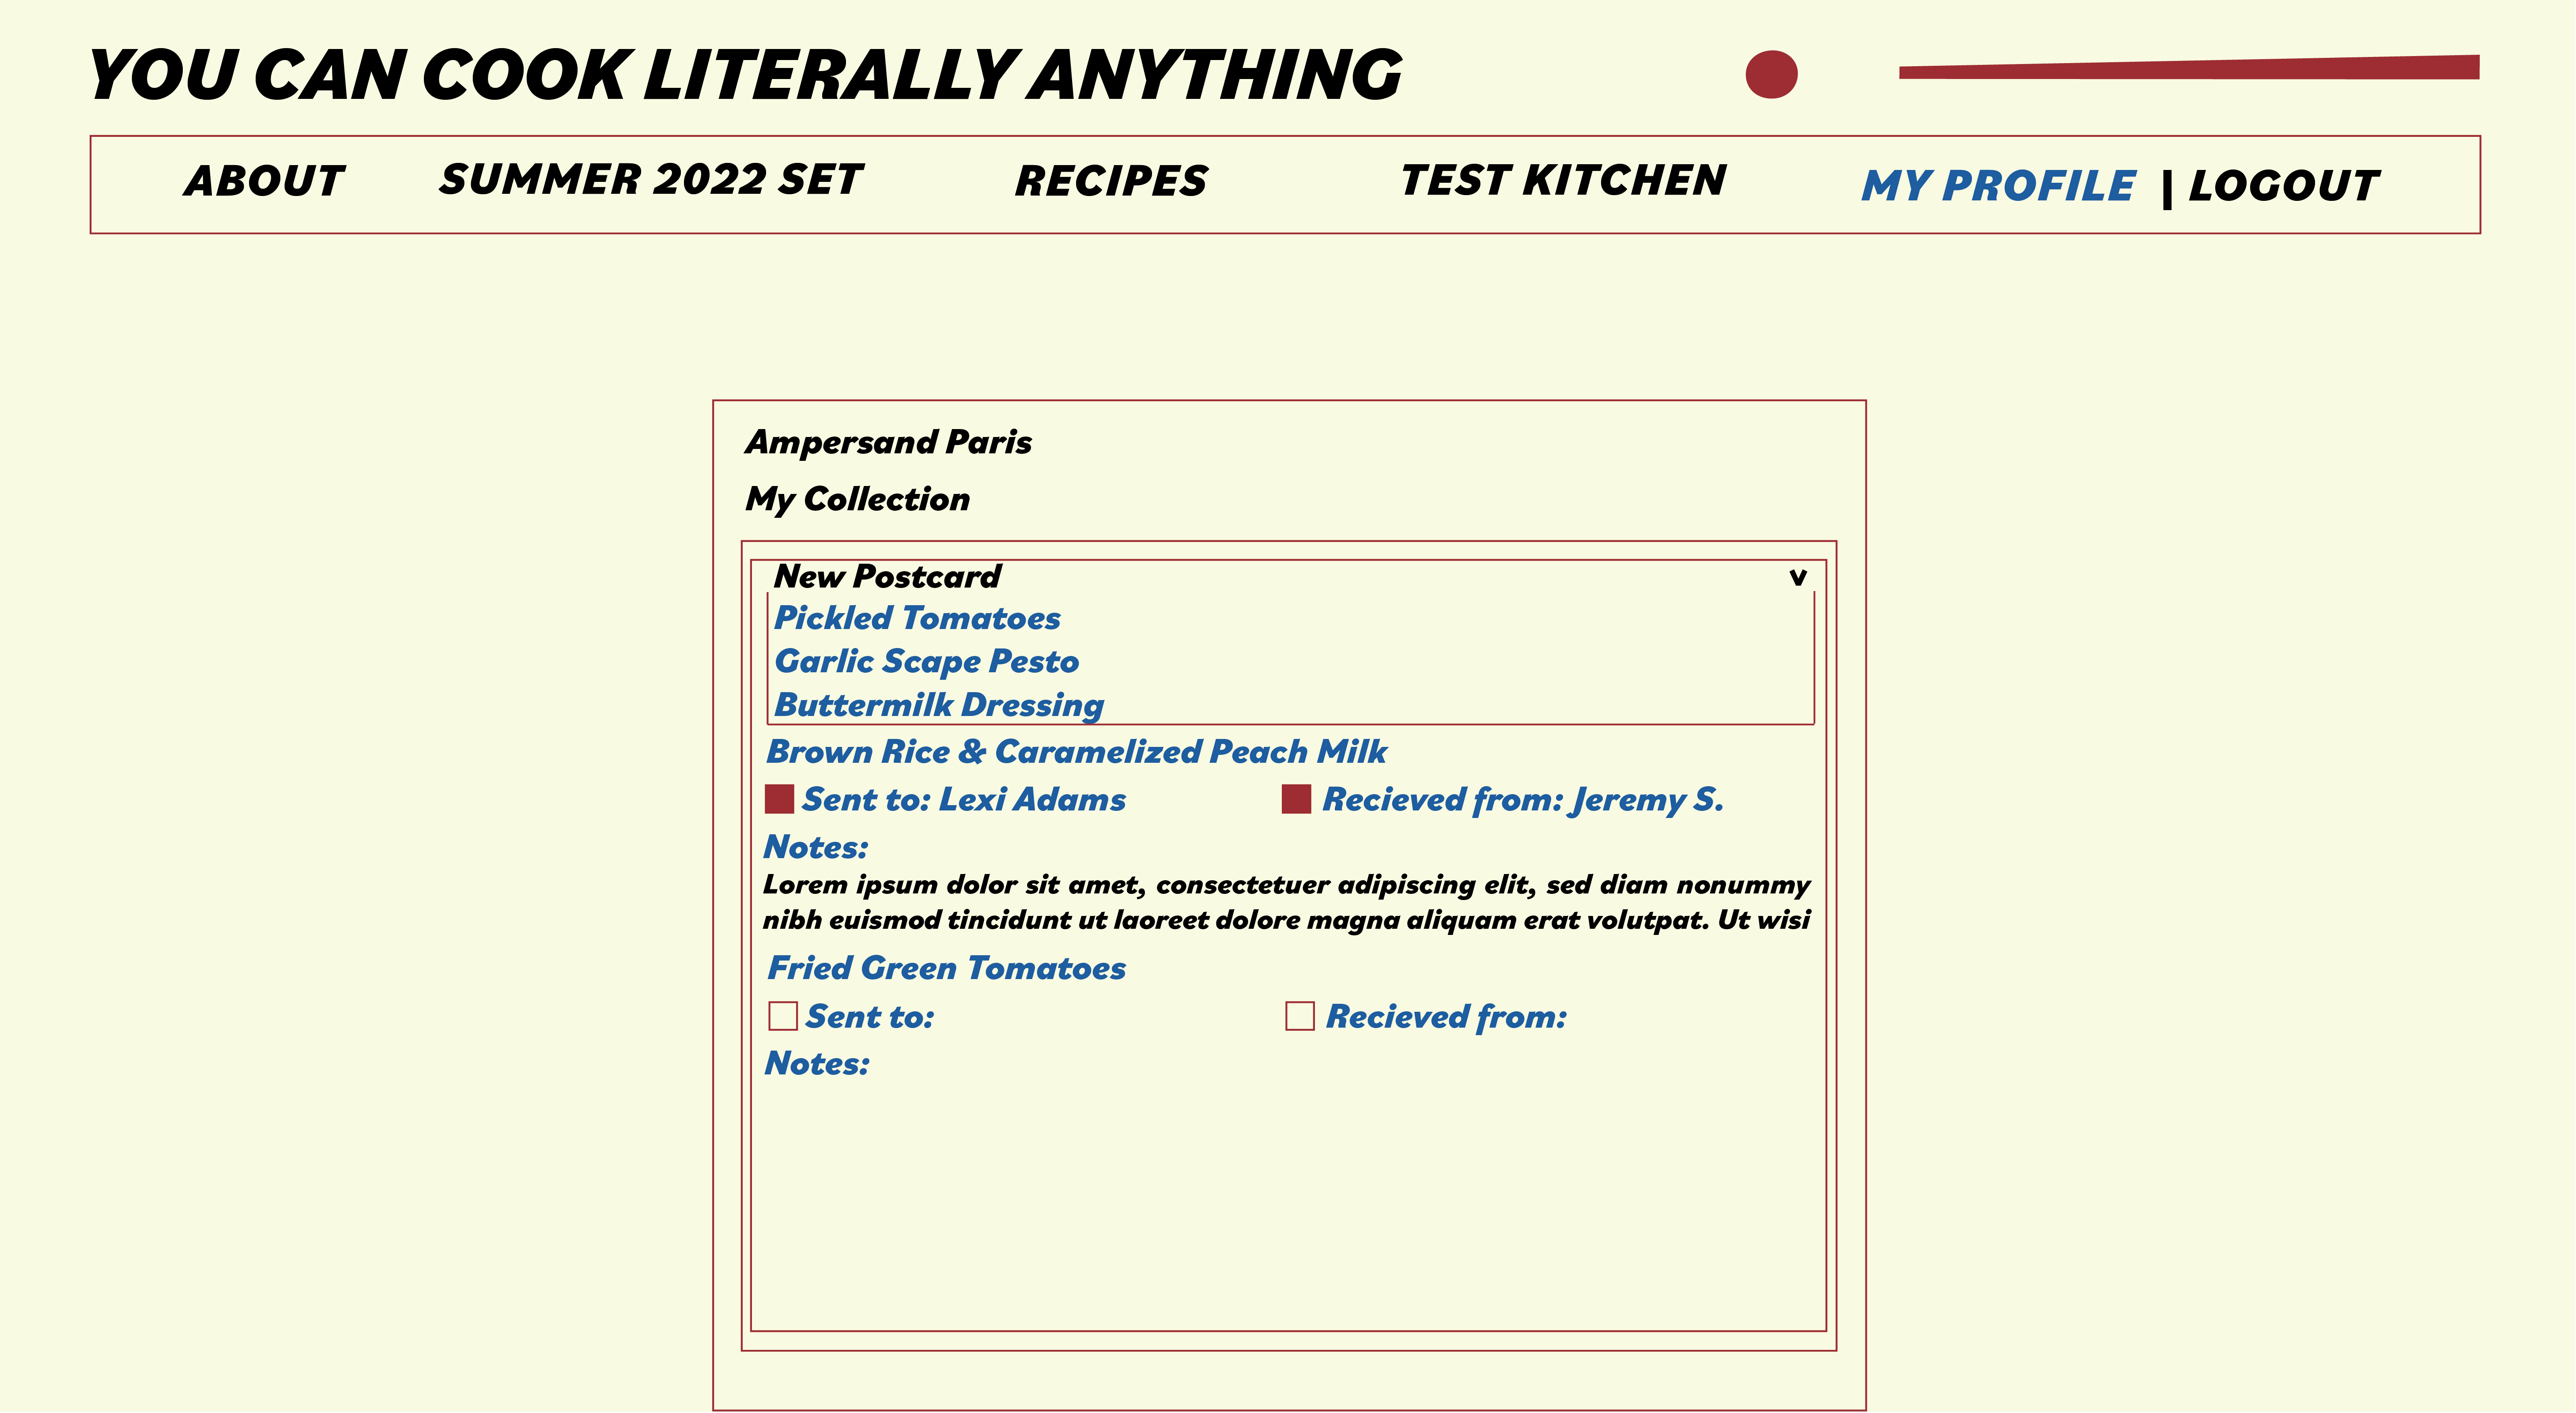 YOU CAN COOK LITERALLY ANYTHING
ABOUT SUMMER 2022 SET RECIPES TEST KITCHEN MY PROFILE | LOGOUT
Ampersand Paris
My Collection
New Postcard v
Pickled Tomatoes
Garlic Scape Pesto
Buttermilk Dressing
Brown Rice & Caramelized Peach Milk
Sent to: Lexi Adams Recieved from: Jeremy S.
Notes:
Lorem ipsum dolor sit amet, consectetuer adipiscing elit, sed diam nonummy
nibh euismod tincidunt ut laoreet dolore magna aliquam erat volutpat. Ut wisi
Fried Green Tomatoes
Sent to: Recieved from:
Notes: